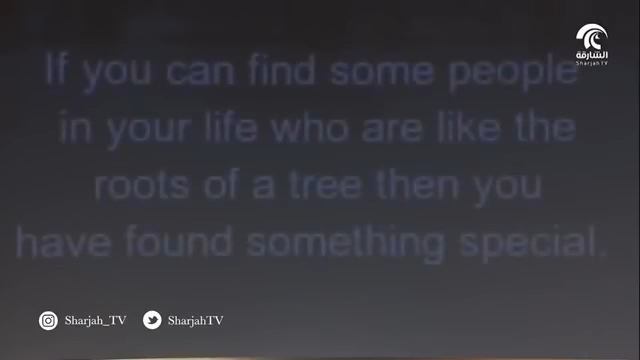 الشارقة
SharjahTV
If you can find some people
in your life who are like the
roots of a tree then you
have found something special.
Sharjah_TV
SharjahTV